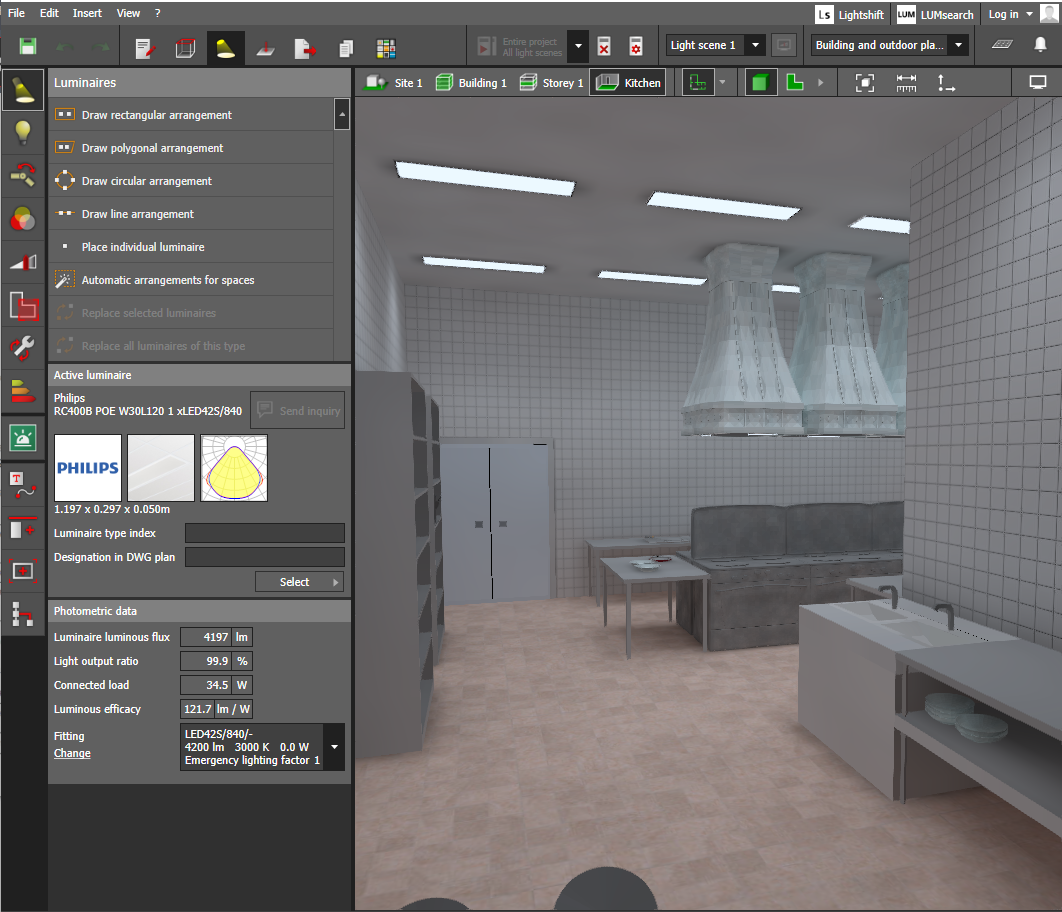 File Edit Insert View ?
Ls Lightshift LUM LUMsearch Log in
Entire project
All light scenes
Light scene 1
Building and outdoor pla...
Luminaires
Site 1 Building 1 Storey 1 Kitchen
Draw rectangular arrangement
Draw polygonal arrangement
Draw circular arrangement
Draw line arrangement
Place individual luminaire
Automatic arrangements for spaces
Replace selected luminaires
Replace all luminaires of this type
Active luminaire
Philips
RC400B POE W30L120 1 xLED42S/840
Send inquiry
PHILIPS
1.197 x 0.297 x 0.050m
Luminaire type index
Designation in DWG plan
Select
Photometric data
Luminaire luminous flux 4197 lm
Light output ratio 99.9 %
Connected load 34.5 W
Luminous efficacy 121.7 lm / W
Fitting
Change
LED42S/840/-
4200 lm 3000 K 0.0 W
Emergency lighting factor 1
T